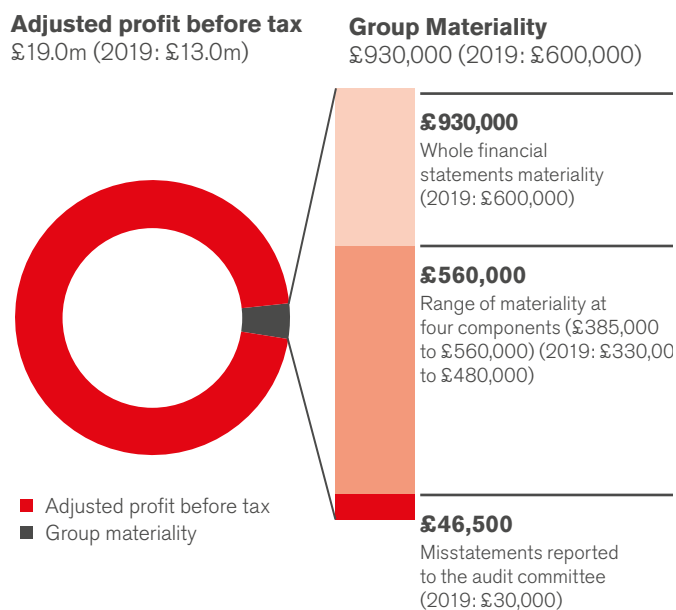 Adjusted profit before tax
£19.0m (2019: £13.0m)
Group Materiality
£930,000 (2019: £600,000)
£930,000
Whole financial
statements materiality
(2019: £600,000)
£560,000
Range of materiality at
four components (£385,000
to £560,000) (2019: £330,00
to £480,000)
£46,500
Misstatements reported
to the audit committee
(2019: £30,000)
Adjusted profit before tax
Group materiality